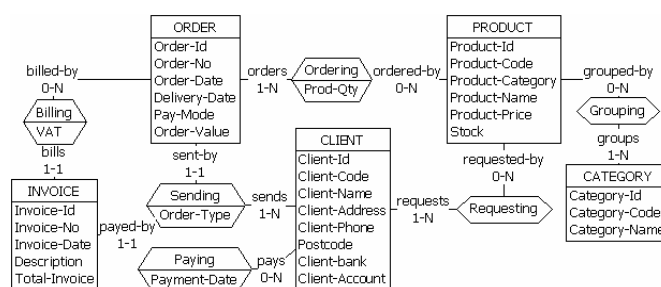 ORDER
Order-Id
Order-No
Order-Date
Delivery-Date
Pay-Mode
Order-Value
orders
1-N
Ordering
Prod-Qty
ordered-by
0-N
PRODUCT
Product-Id
Product-Code
Product-Category
Product-Name
Product-Price
Stock
billed-by
0-N
Billing
VAT
bills
1-1
grouped-by
0-N
Grouping
groups
1-N
sent-by
1-1
CLIENT
Client-Id
Client-Code
Client-Name
Client-Address
Client-Phone
Postcode
Client-bank
Client-Account
requested-by
0-N
CATEGORY
Category-Id
Category-Code
Category-Name
INVOICE
Invoice-Id
Invoice-No
Invoice-Date
Description
Total-Invoice
payed-by
1-1
Sending
Order-Type
sends
1-N
requests
1-N
Requesting
Paying
Payment-Date
pays
0-N